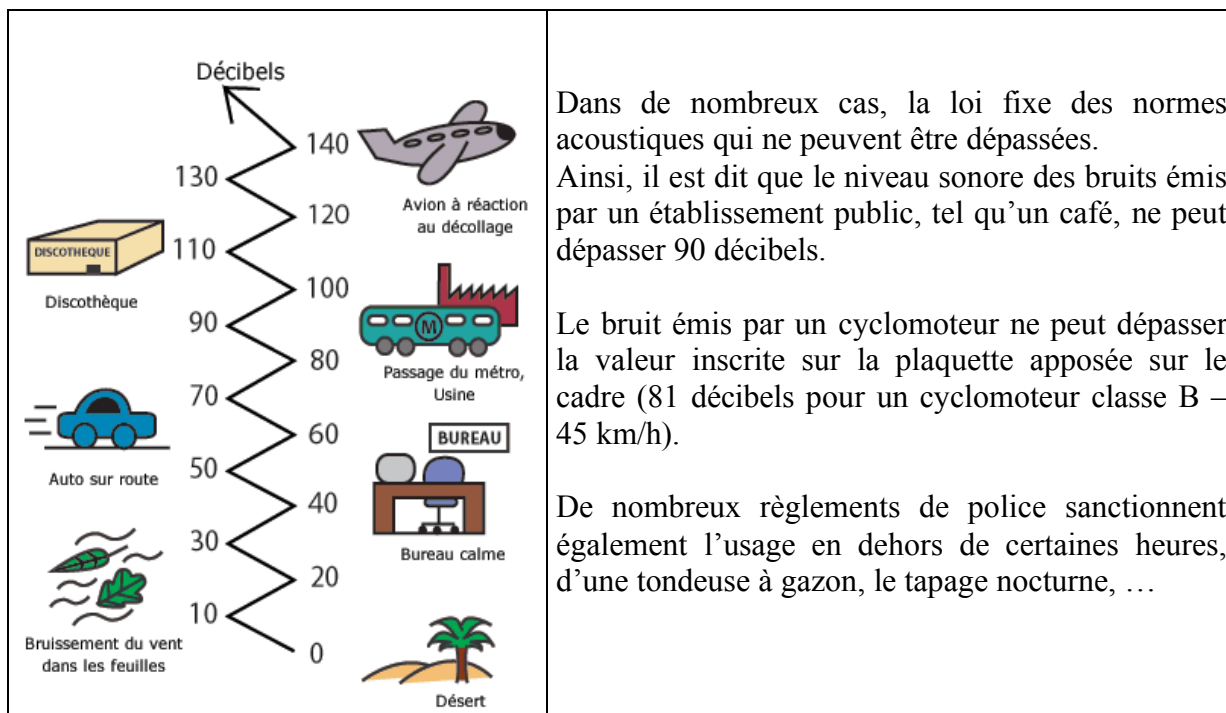 Décibels
140
130
120
Avion à réaction
au décollage
DISCOTHEQUE
110
Discothèque
100
90
M
80
Passage du métro,
Usine
70
60
BUREAU
Auto sur route
50
40
Bureau calme
30
20
10
Bruissement du vent
dans les feuilles
0
Désert
Dans de nombreux cas, la loi fixe des normes
acoustiques qui ne peuvent être dépassées.
Ainsi, il est dit que le niveau sonore des bruits émis
par un établissement public, tel qu’un café, ne peut
dépasser 90 décibels.
Le bruit émis par un cyclomoteur ne peut dépasser
la valeur inscrite sur la plaquette apposée sur le
cadre (81 décibels pour un cyclomoteur classe B –
45 km/h).
De nombreux règlements de police sanctionnent
également l’usage en dehors de certaines heures,
d’une tondeuse à gazon, le tapage nocturne, …